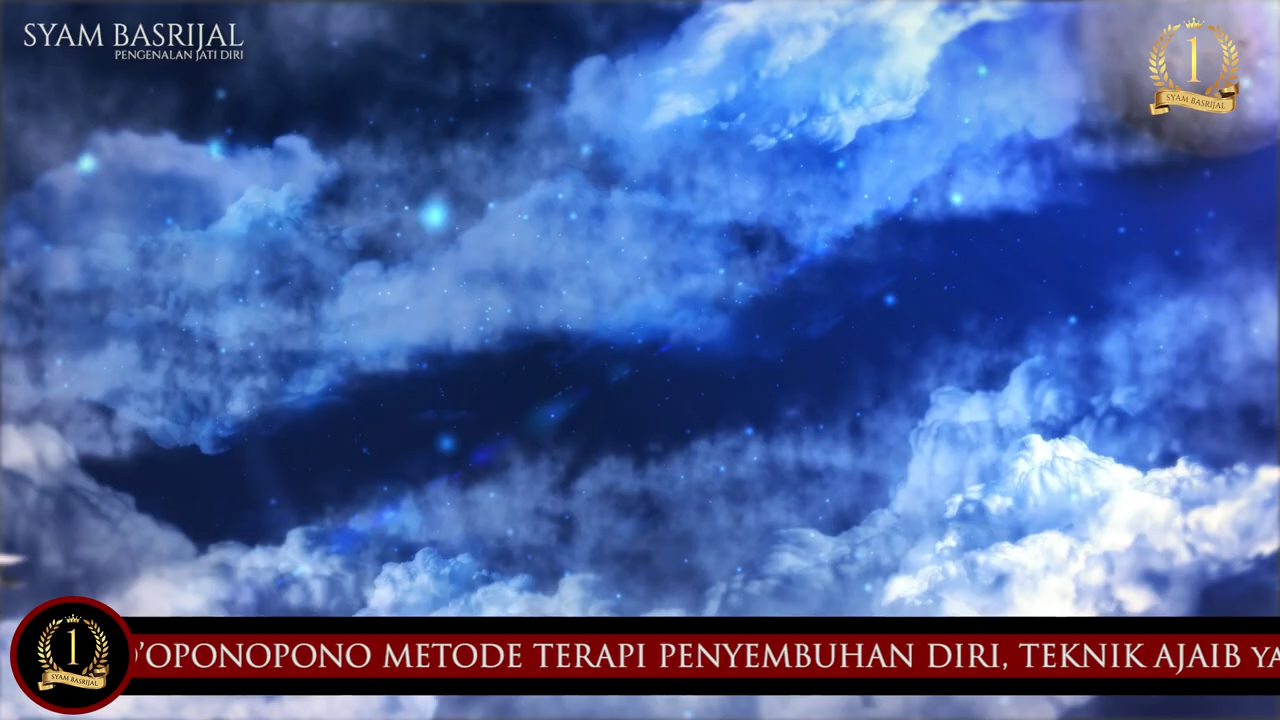 SYAM BASRIJAL
PENGENALAN JATI DIRI
1
SYAM BASRIJAL
1
SYAM BASRIJAL
'OPONOPONO METODE TERAPI PENYEMBUHAN DIRI, TEKNIK AJAIB